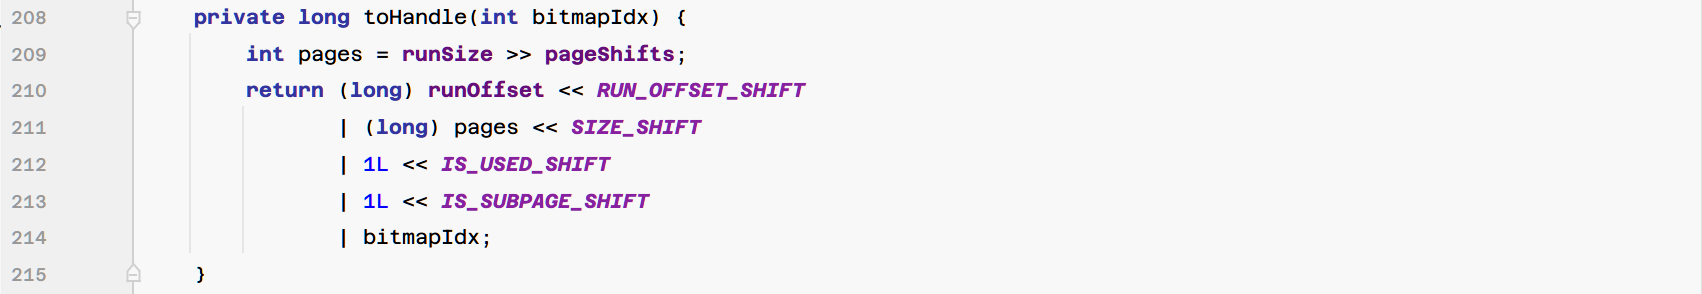 208 private long toHandle(int bitmapIdx) {
209 int pages = runSize >> pageShifts;
210 return (long) runOffset << RUN_OFFSET_SHIFT
211 | (long) pages << SIZE_SHIFT
212 | 1L << IS_USED_SHIFT
213 | 1L << IS_SUBPAGE_SHIFT
214 | bitmapIdx;
215 }